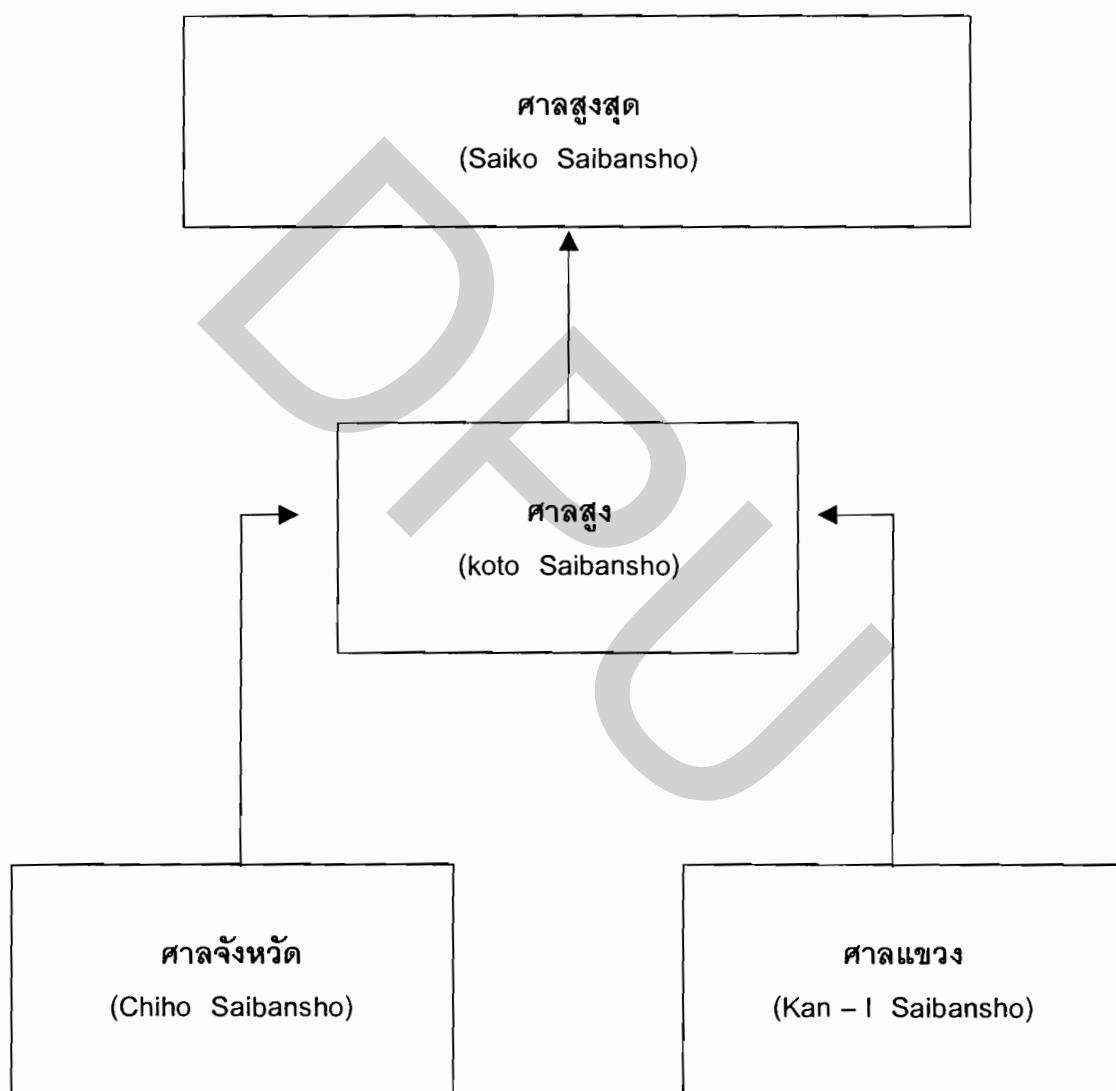 ศาลสูงสุด
(Saiko Saibansho)
ศาลสูง
(koto Saibansho)
ศาลจังหวัด
(Chiho Saibansho)
ศาลแขวง
(Kan – I Saibansho)
DPU